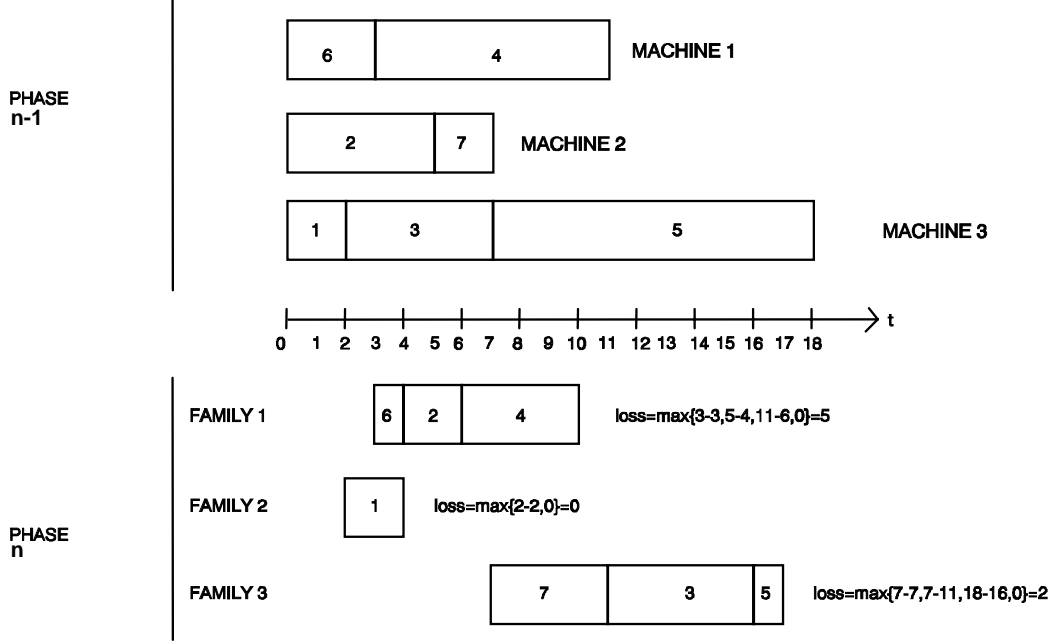 6 4 MACHINE 1
PHASE
n-1
2 7 MACHINE 2
1 3 5 MACHINE 3
t
0 1 2 3 4 5 6 7 8 9 10 11 12 13 14 15 16 17 18
FAMILY 1 6 2 4 loss=max{3-3,5-4,11-6,0}=5
FAMILY 2 1 loss=max{2-2,0}=0
PHASE
n
FAMILY 3 7 3 5 loss=max{7-7,7-11,18-16,0}=2